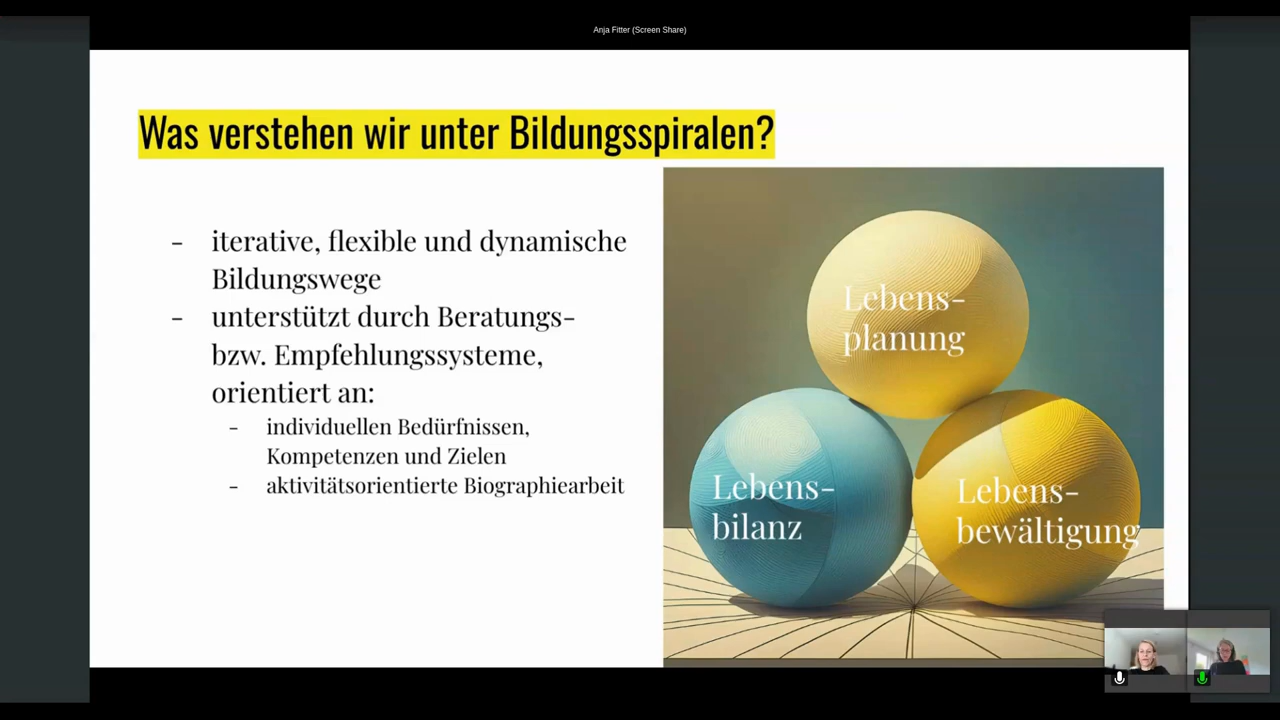 Anja Fitter (Screen Share)
Was verstehen wir unter Bildungsspiralen?
- iterative, flexible und dynamische
Bildungswege
- unterstützt durch Beratungs-
bzw. Empfehlungssysteme,
orientiert an:
- individuellen Bedürfnissen,
Kompetenzen und Zielen
- aktivitätsorientierte Biographiearbeit
Lebens-
planung
Lebens-
bilanz
Lebens-
bewältigung